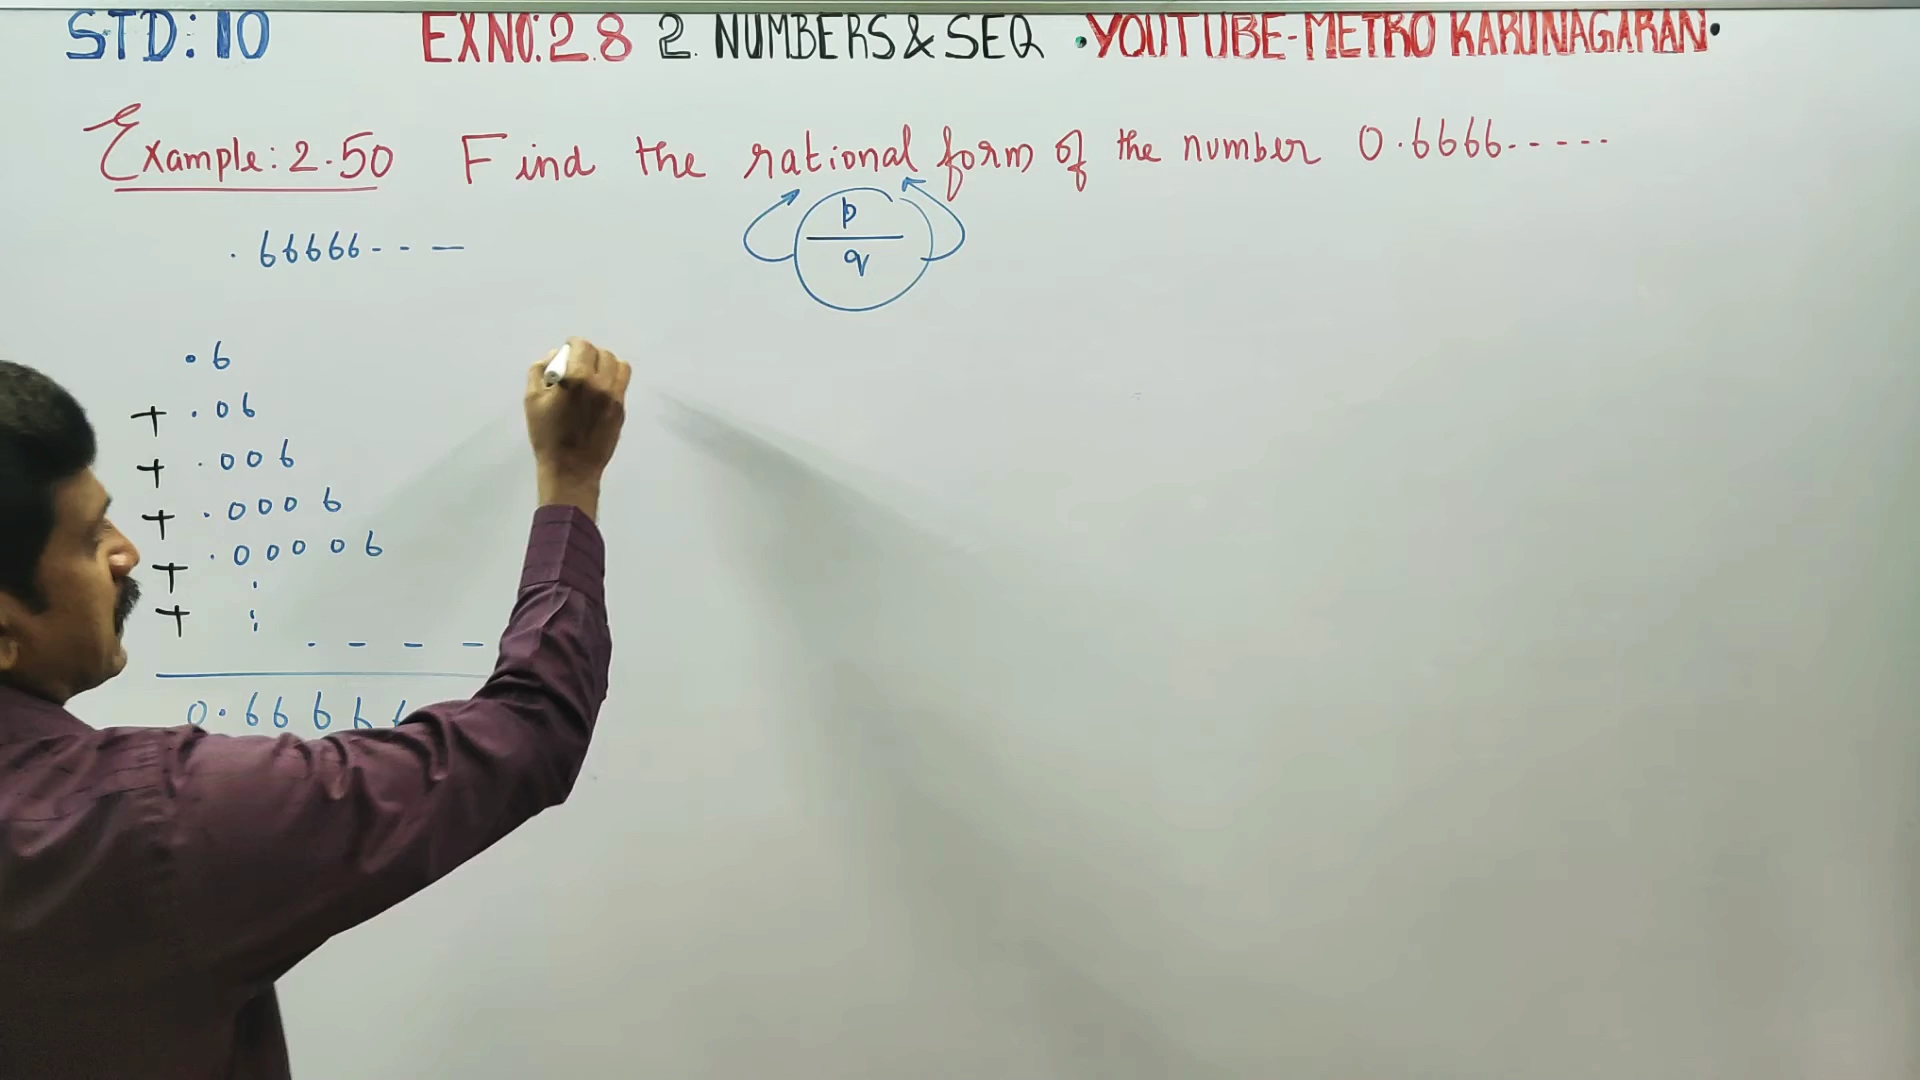 STD: 10 EXNO: 2.8 2. NUMBERS & SEQ • YOUTUBE-METRO KARUNAGARAN •
Example: 2.50 Find the rational form of the number 0.6666-----
.66666---
p
q
.6
+ .06
+ .006
+ .0006
+ .00006
+ :
. - - -
0.6666